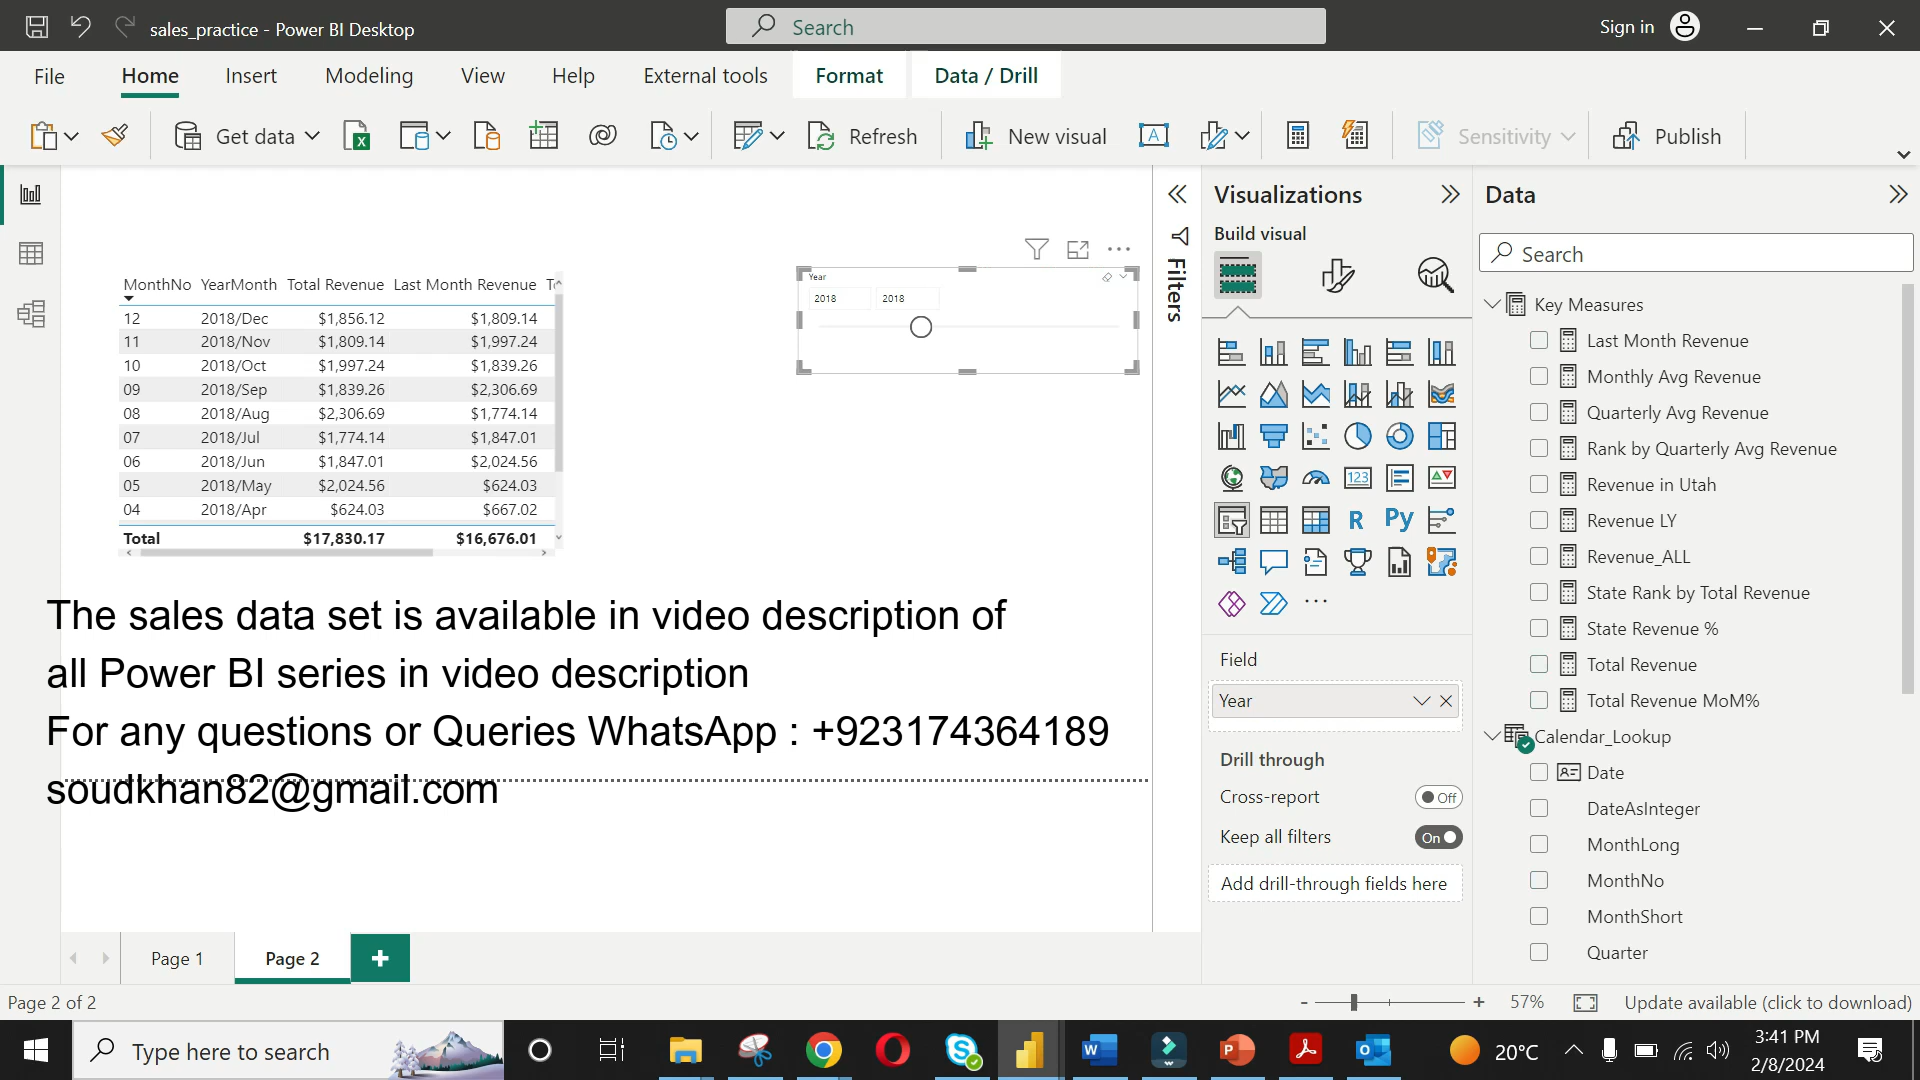 sales_practice - Power BI Desktop
Search
Sign in
File
Home
Insert
Modeling
View
Help
External tools
Format
Data / Drill
Get data
Refresh
New visual
Sensitivity
Publish
MonthNo YearMonth Total Revenue Last Month Revenue
12 2018/Dec $1,856.12 $1,809.14
11 2018/Nov $1,809.14 $1,997.24
10 2018/Oct $1,997.24 $1,839.26
09 2018/Sep $1,839.26 $2,306.69
08 2018/Aug $2,306.69 $1,774.14
07 2018/Jul $1,774.14 $1,847.01
06 2018/Jun $1,847.01 $2,024.56
05 2018/May $2,024.56 $624.03
04 2018/Apr $624.03 $667.02
Total $17,830.17 $16,676.01
Year
2018 2018
The sales data set is available in video description of
all Power BI series in video description
For any questions or Queries WhatsApp : +923174364189
soudkhan82@gmail.com
Filters
Visualizations
Build visual
123
R
Py
Field
Year
Drill through
Cross-report
Off
Keep all filters
On
Add drill-through fields here
Data
Search
Key Measures
Last Month Revenue
Monthly Avg Revenue
Quarterly Avg Revenue
Rank by Quarterly Avg Revenue
Revenue in Utah
Revenue LY
Revenue_ALL
State Rank by Total Revenue
State Revenue %
Total Revenue
Total Revenue MoM%
Calendar_Lookup
Date
DateAsInteger
MonthLong
MonthNo
MonthShort
Quarter
Page 1
Page 2
Page 2 of 2
57%
Update available (click to download)
Type here to search
20°C
3:41 PM
2/8/2024